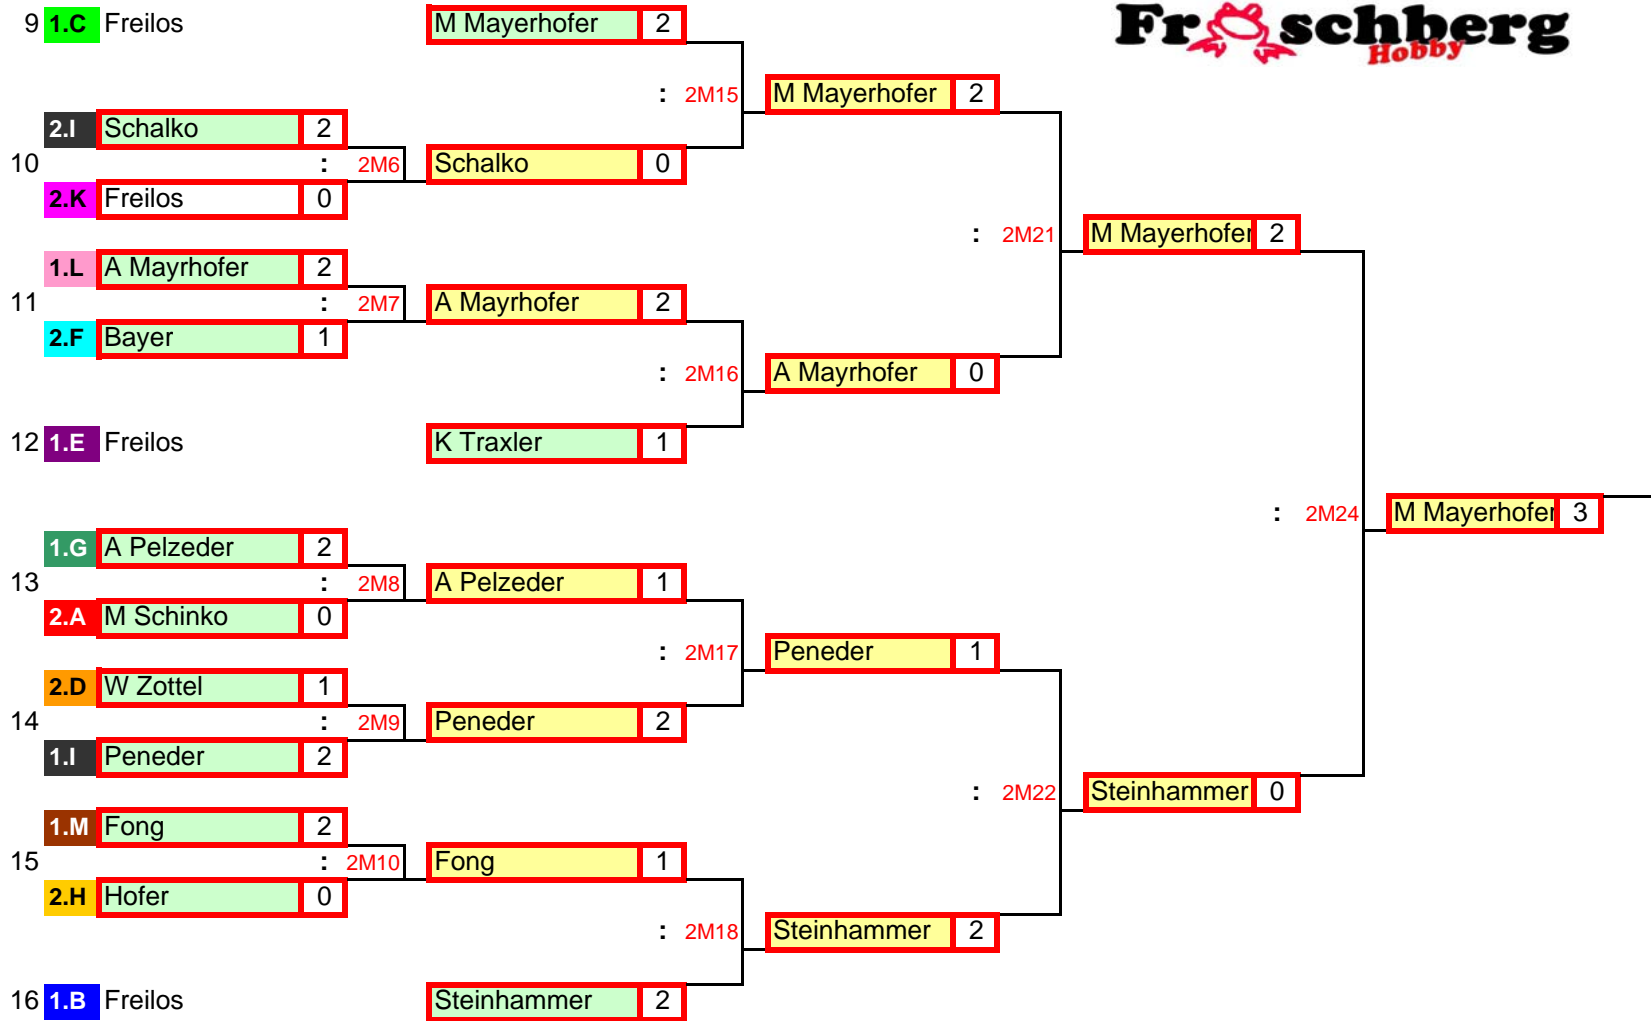 9 1.C Freilos M Mayerhofer 2
Fröschberg
Hobby
: 2M15 M Mayerhofer 2
2.I Schalko 2
10 : 2M6 Schalko 0
2.K Freilos 0
: 2M21 M Mayerhofer 2
1.L A Mayrhofer 2
11 : 2M7 A Mayrhofer 2
2.F Bayer 1
: 2M16 A Mayrhofer 0
12 1.E Freilos K Traxler 1
: 2M24 M Mayerhofer 3
1.G A Pelzeder 2
13 : 2M8 A Pelzeder 1
2.A M Schinko 0
: 2M17 Peneder 1
2.D W Zottel 1
14 : 2M9 Peneder 2
1.I Peneder 2
: 2M22 Steinhammer 0
1.M Fong 2
15 : 2M10 Fong 1
2.H Hofer 0
: 2M18 Steinhammer 2
16 1.B Freilos Steinhammer 2